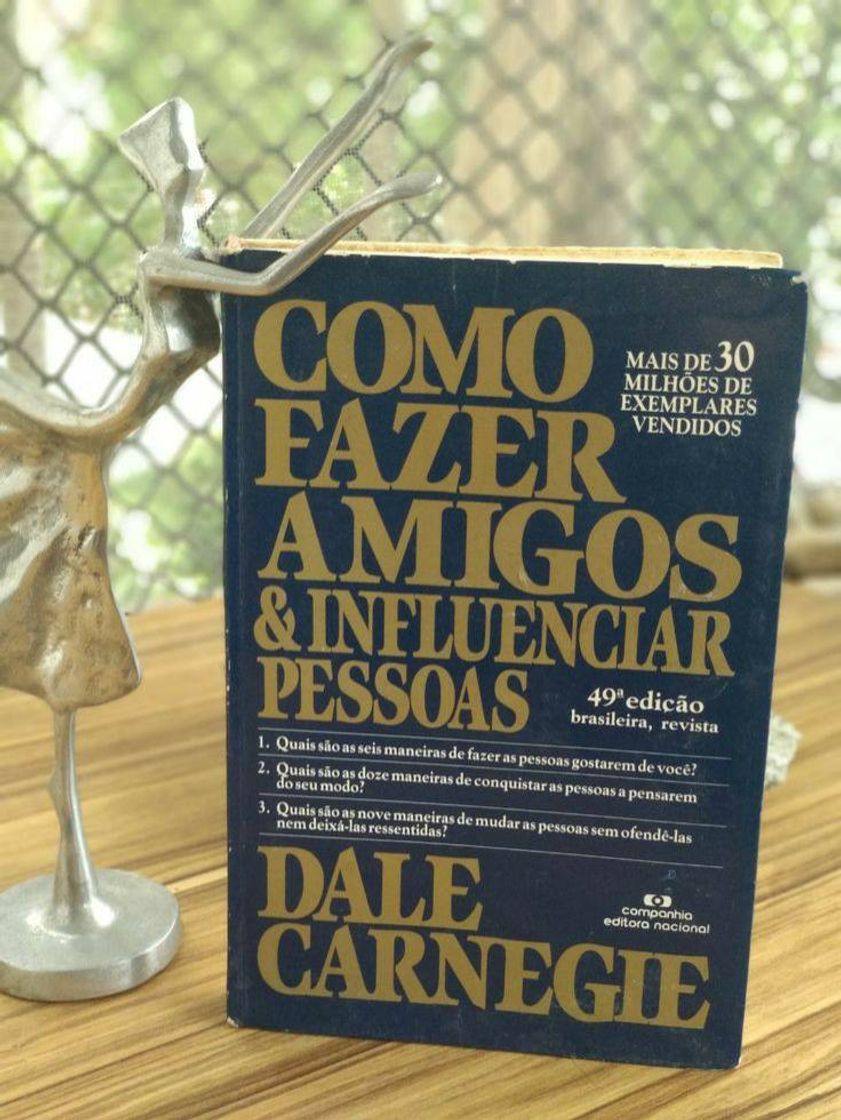 COMO
FAZER
AMIGOS
& INFLUENCIAR
PESSOAS
MAIS DE 30
MILHÕES DE
EXEMPLARES
VENDIDOS
49ª edição
brasileira, revista
1. Quais são as seis maneiras de fazer as pessoas gostarem de você?
2. Quais são as doze maneiras de conquistar as pessoas a pensarem
do seu modo?
3. Quais são as nove maneiras de mudar as pessoas sem ofendê-las
nem deixá-las ressentidas?
DALE
CARNEGIE
companhia
editora nacional